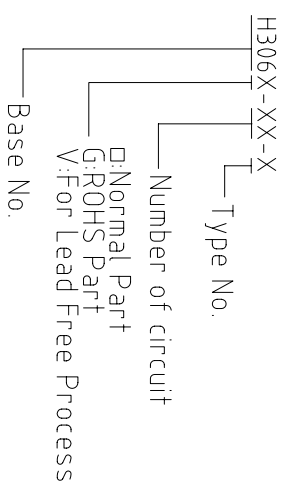 H306X-XX-X
Type No.
Number of circuit
□:Normal Part
G:ROHS Part
V:For Lead Free Process
Base No.